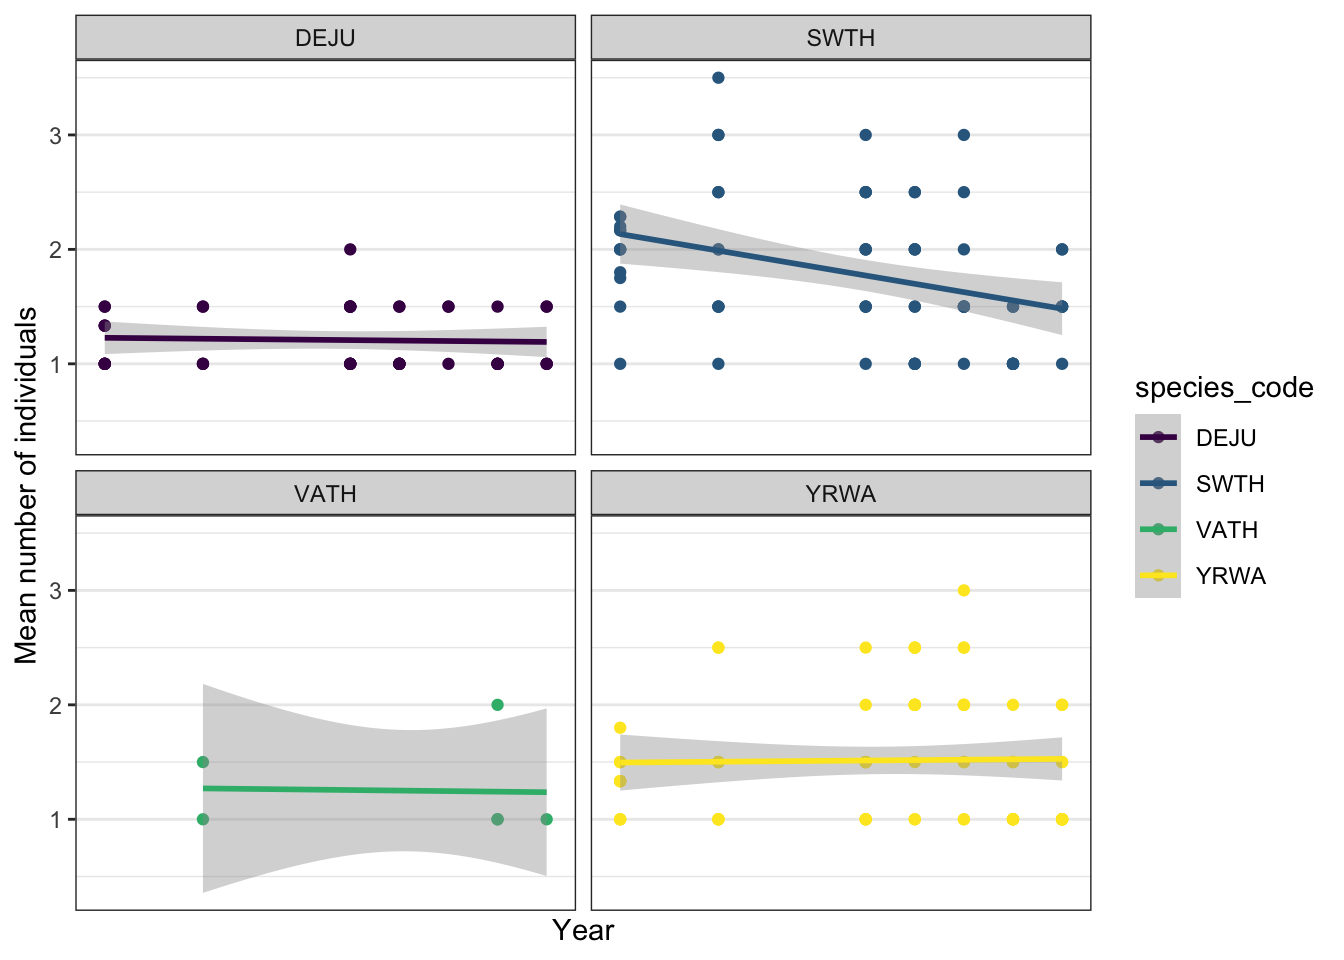 DEJU
SWTH
3
2
1
VATH
YRWA
3
2
1
Mean number of individuals
Year
species_code
DEJU
SWTH
VATH
YRWA